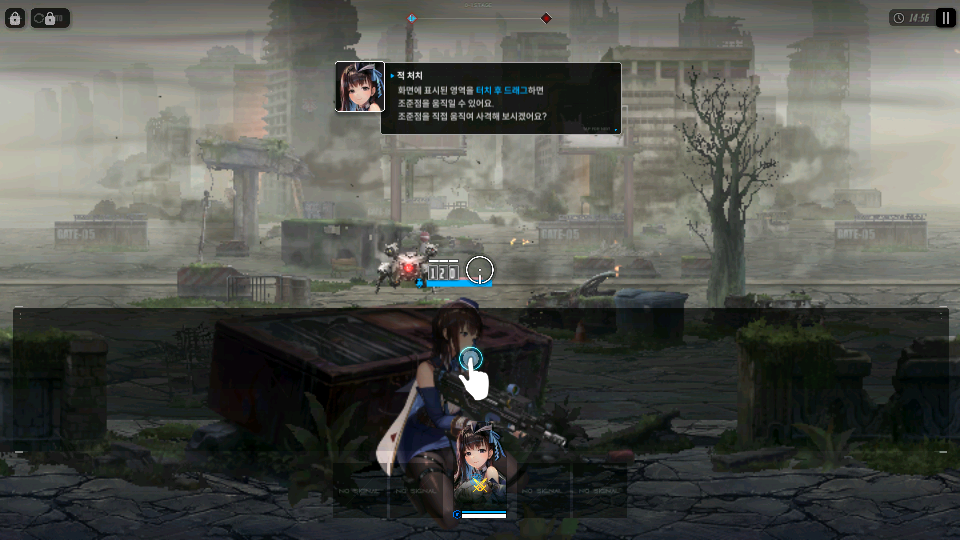 14:56
적 처치
화면에 표시된 영역을 터치 후 드래그하면
조준점을 움직일 수 있어요.
조준점을 직접 움직여 사격해 보시겠어요?
GATE-05
GATE-05
GATE-05
120
NO SIGNAL
NO SIGNAL
NO SIGNAL
NO SIGNAL